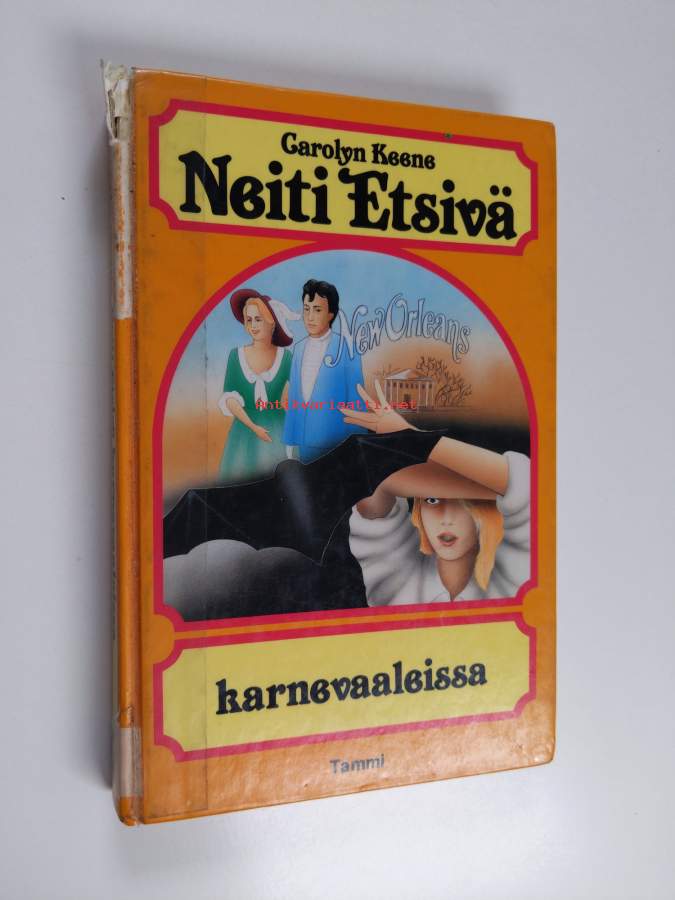 Carolyn Keene
Neiti Etsivä
New Orleans
Antikvariaatti.net
karnevaaleissa
Tammi